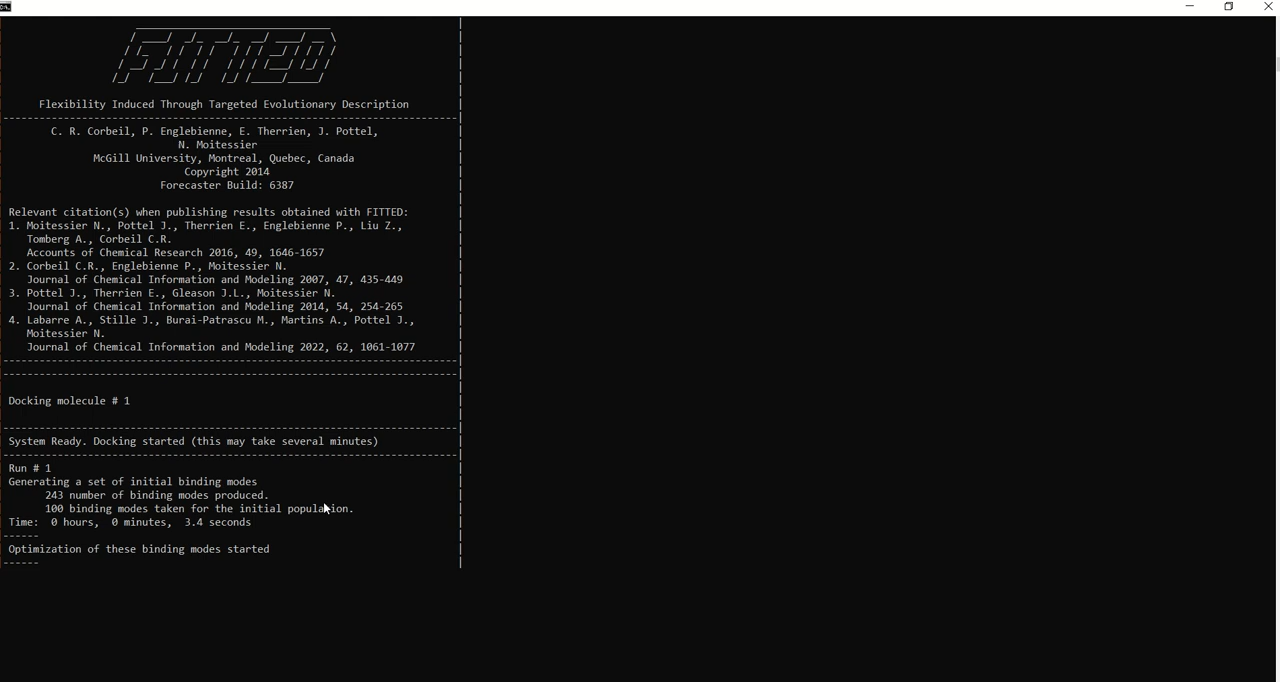 FITTED
Flexibility Induced Through Targeted Evolutionary Description
C. R. Corbeil, P. Englebienne, E. Therrien, J. Pottel,
N. Moitessier
McGill University, Montreal, Quebec, Canada
Copyright 2014
Forecaster Build: 6387
Relevant citation(s) when publishing results obtained with FITTED:
1. Moitessier N., Pottel J., Therrien E., Englebienne P., Liu Z.,
Tomberg A., Corbeil C.R.
Accounts of Chemical Research 2016, 49, 1646-1657
2. Corbeil C.R., Englebienne P., Moitessier N.
Journal of Chemical Information and Modeling 2007, 47, 435-449
3. Pottel J., Therrien E., Gleason J.L., Moitessier N.
Journal of Chemical Information and Modeling 2014, 54, 254-265
4. Labarre A., Stille J., Burai-Patrascu M., Martins A., Pottel J.,
Moitessier N.
Journal of Chemical Information and Modeling 2022, 62, 1061-1077
Docking molecule # 1
System Ready. Docking started (this may take several minutes)
Run # 1
Generating a set of initial binding modes
243 number of binding modes produced.
100 binding modes taken for the initial population.
Time: 0 hours, 0 minutes, 3.4 seconds
------
Optimization of these binding modes started
------